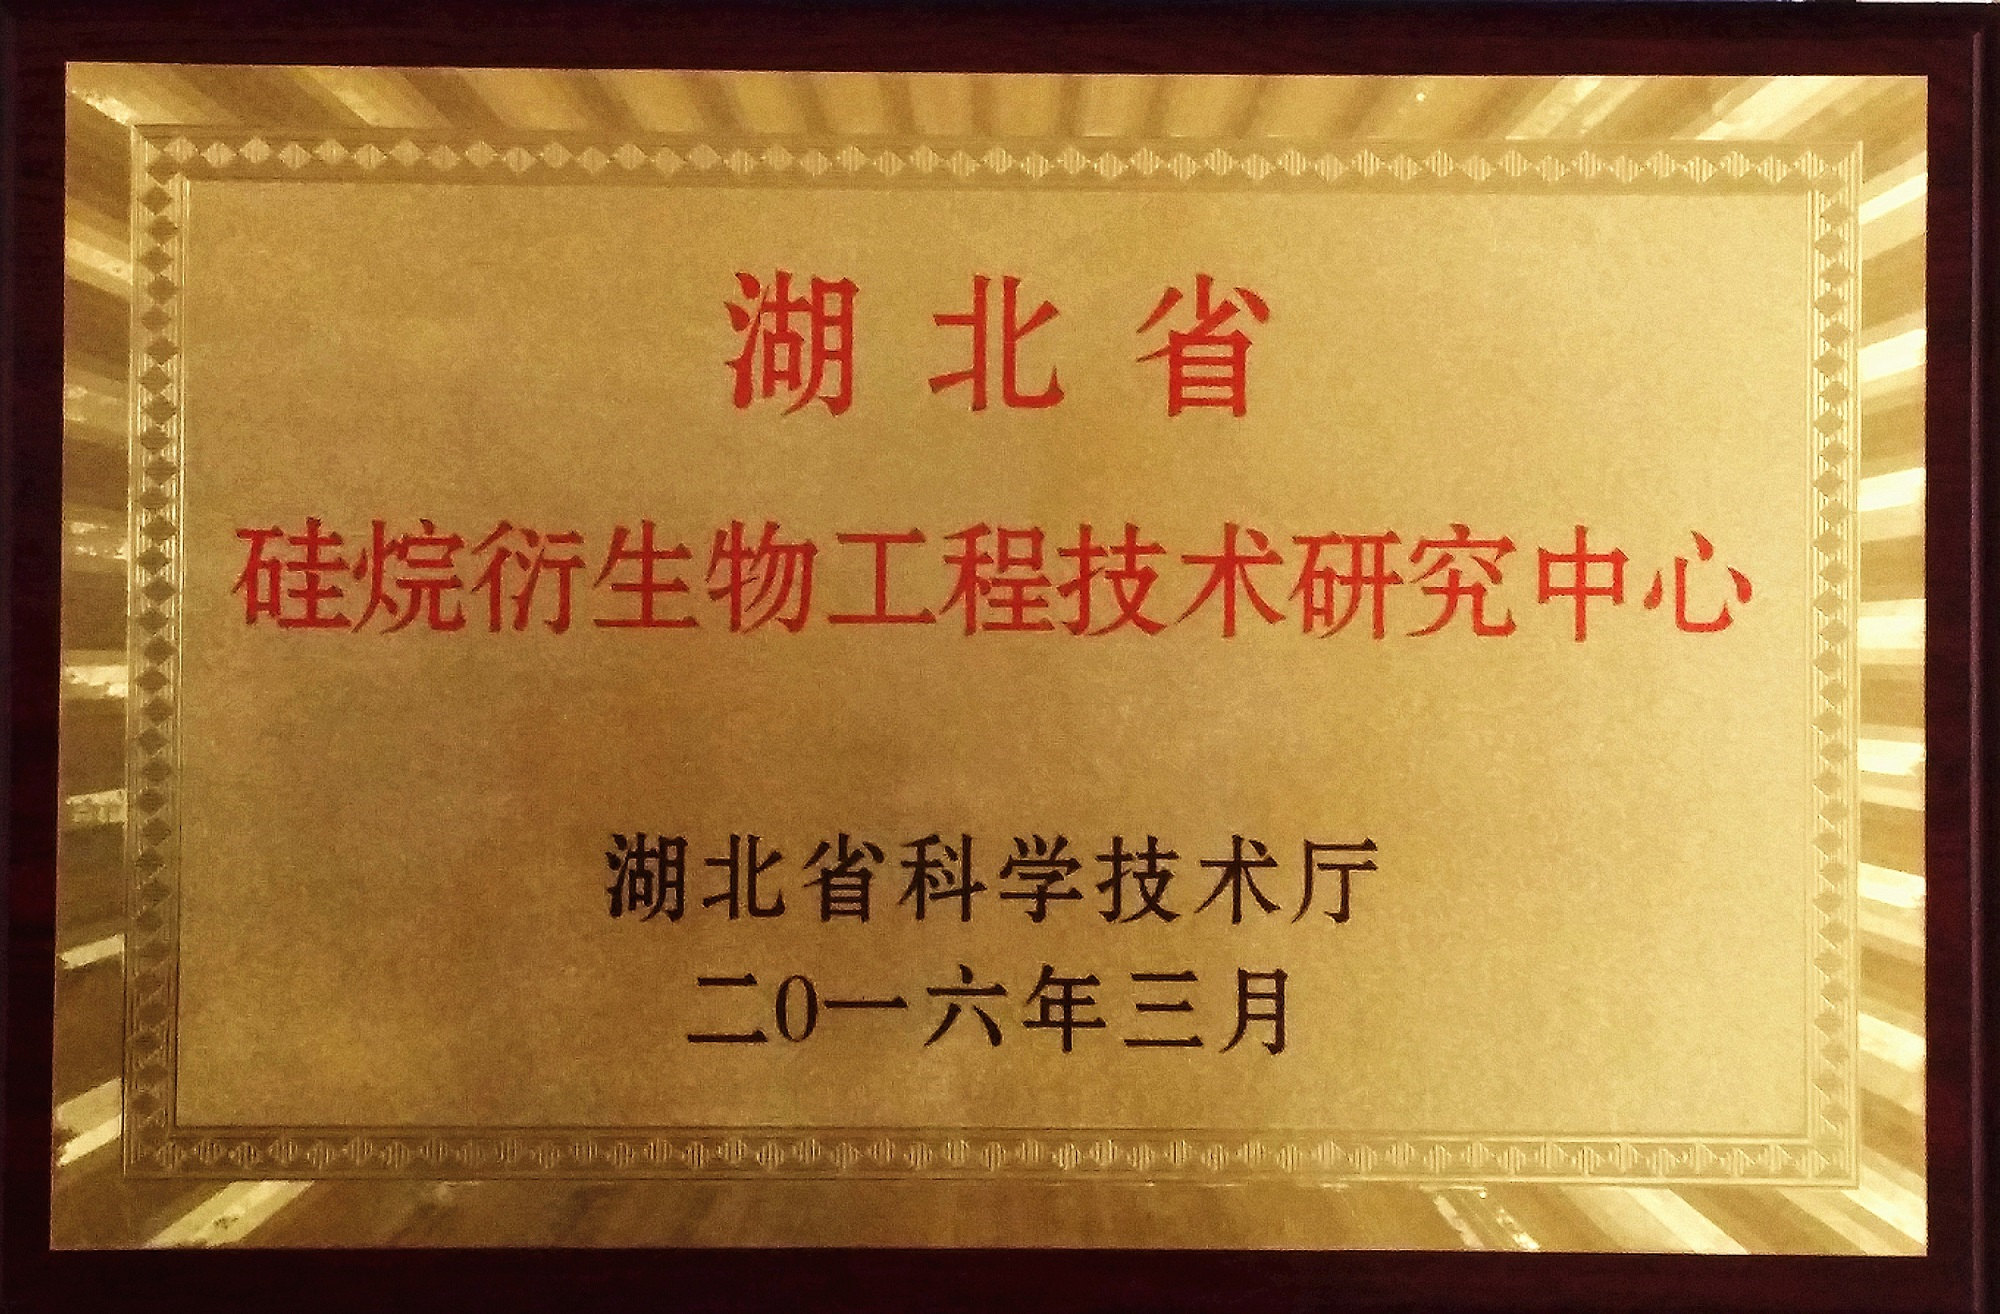 湖北省
硅烷衍生物工程技术研究中心
湖北省科学技术厅
二0一六年三月